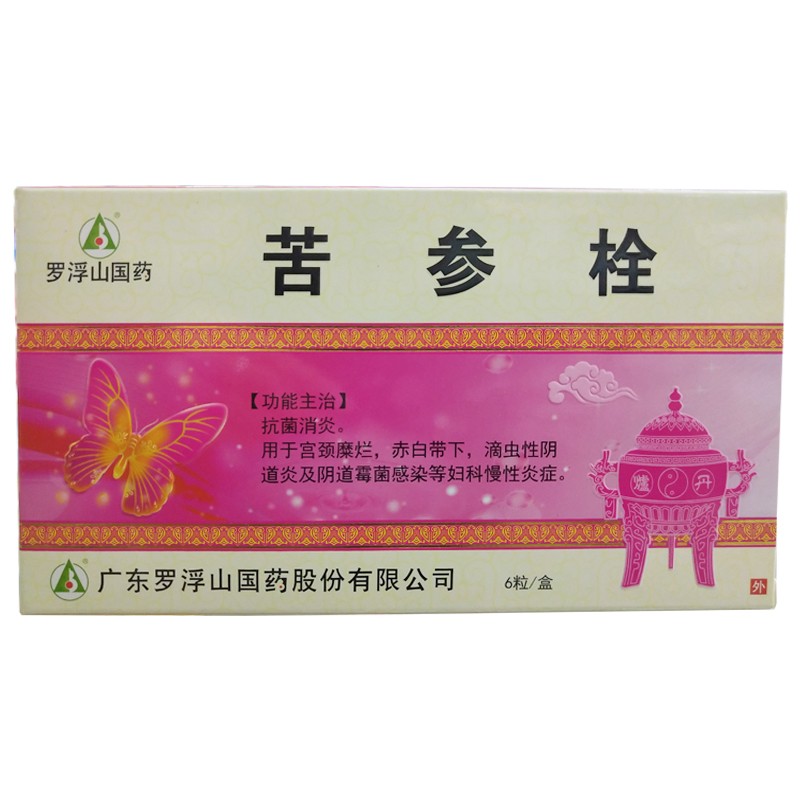 ®
罗浮山国药
苦参栓
【功能主治】
抗菌消炎。
用于宫颈糜烂，赤白带下，滴虫性阴
道炎及阴道霉菌感染等妇科慢性炎症。
爐 丹
® 广东罗浮山国药股份有限公司 6粒/盒
外